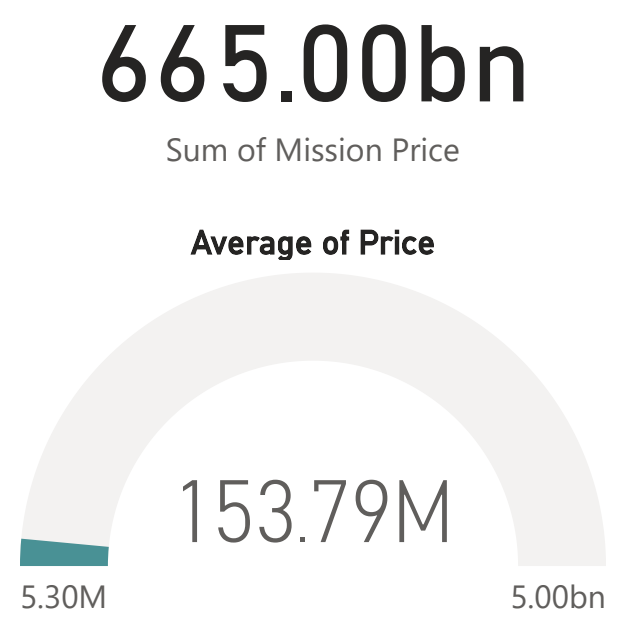 665.00bn
Sum of Mission Price
Average of Price
153.79M
5.30M
5.00bn